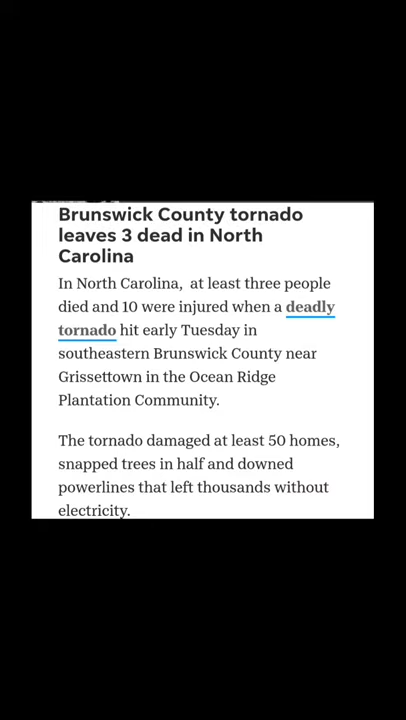 Brunswick County tornado
leaves 3 dead in North
Carolina
In North Carolina, at least three people
died and 10 were injured when a deadly
tornado hit early Tuesday in
southeastern Brunswick County near
Grissettown in the Ocean Ridge
Plantation Community.
The tornado damaged at least 50 homes,
snapped trees in half and downed
powerlines that left thousands without
electricity.